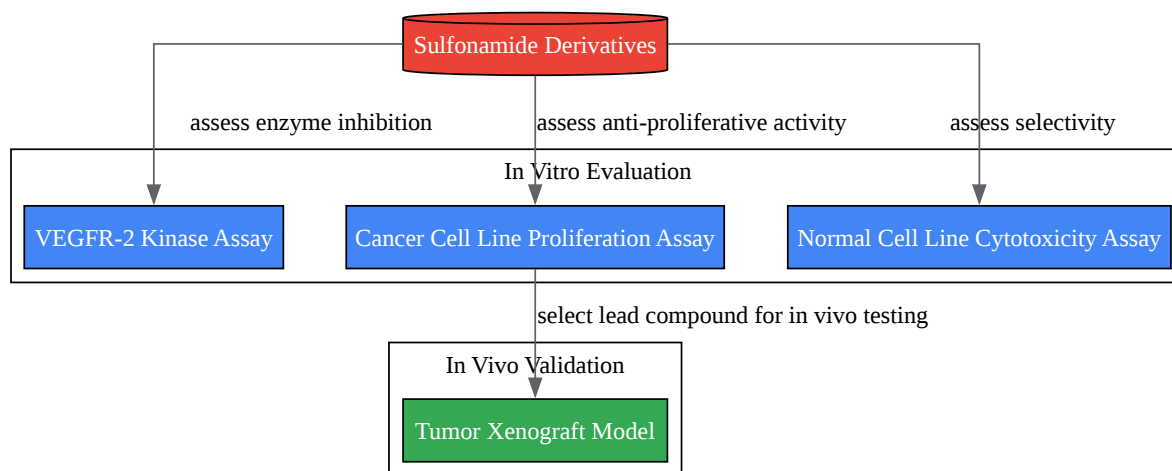 Sulfonamide Derivatives
assess enzyme inhibition
assess anti-proliferative activity
assess selectivity
In Vitro Evaluation
VEGFR-2 Kinase Assay
Cancer Cell Line Proliferation Assay
Normal Cell Line Cytotoxicity Assay
select lead compound for in vivo testing
In Vivo Validation
Tumor Xenograft Model